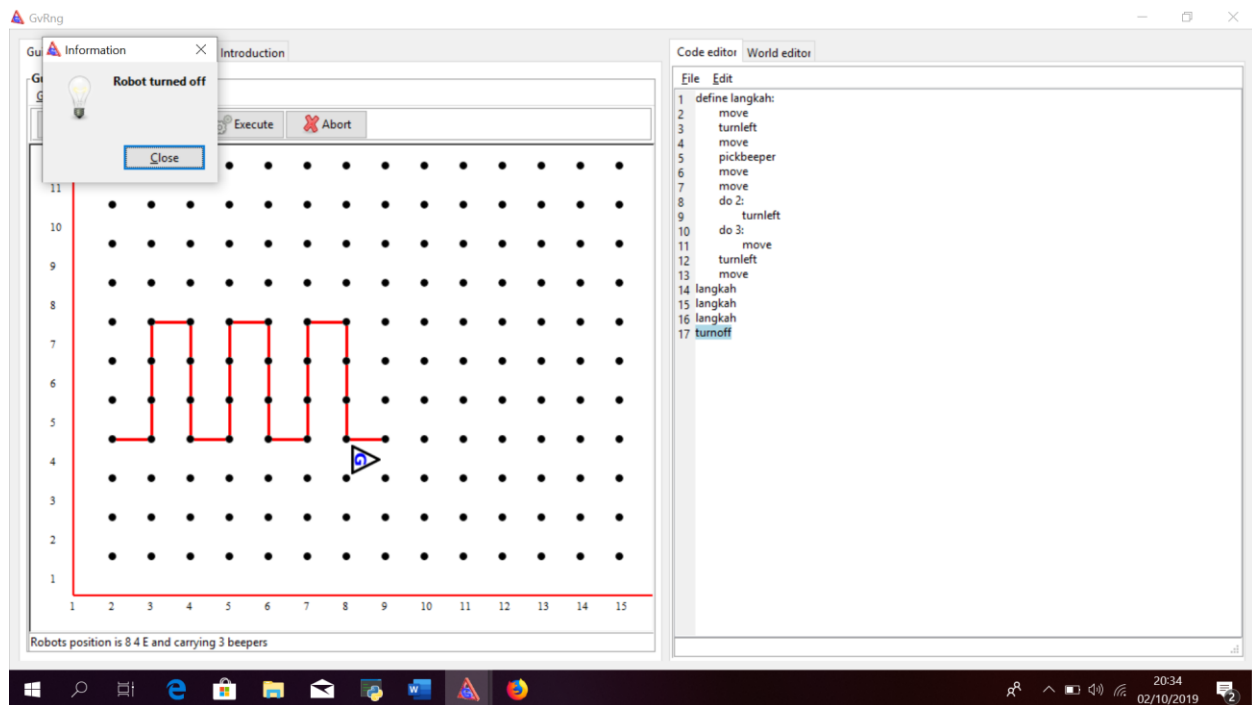 GvRng
Gu
Information
Introduction
Robot turned off
Close
G
Execute
Abort
11
10
9
8
7
6
5
4
3
2
1
G
1 2 3 4 5 6 7 8 9 10 11 12 13 14 15
Robots position is 8 4 E and carrying 3 beepers
Code editor World editor
File Edit
1 define langkah:
2 move
3 turnleft
4 move
5 pickbeeper
6 move
7 move
8 do 2:
9 turnleft
10 do 3:
11 move
12 turnleft
13 move
14 langkah
15 langkah
16 langkah
17 turnoff
20:34
02/10/2019
2